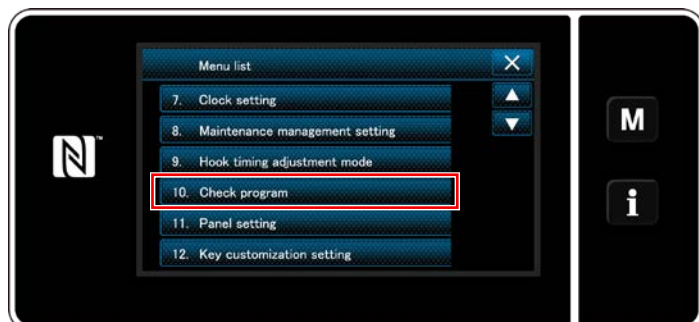 Menu list
7. Clock setting
8. Maintenance management setting
9. Hook timing adjustment mode
10. Check program
11. Panel setting
12. Key customization setting
M
i